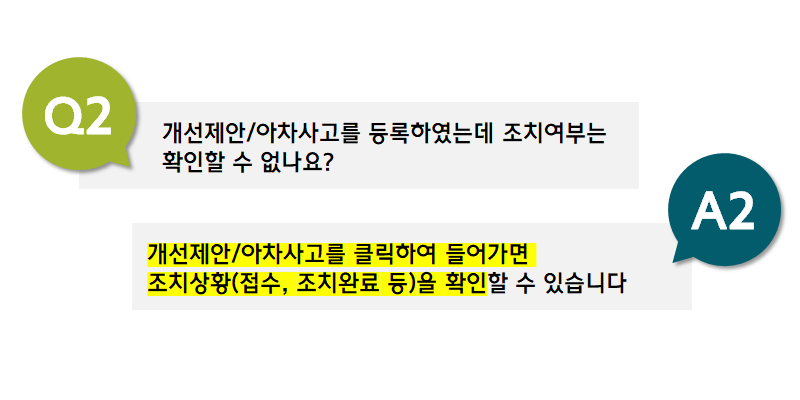 Q2
개선제안/아차사고를 등록하였는데 조치여부는
확인할 수 없나요?
A2
개선제안/아차사고를 클릭하여 들어가면
조치상황(접수, 조치완료 등)을 확인할 수 있습니다